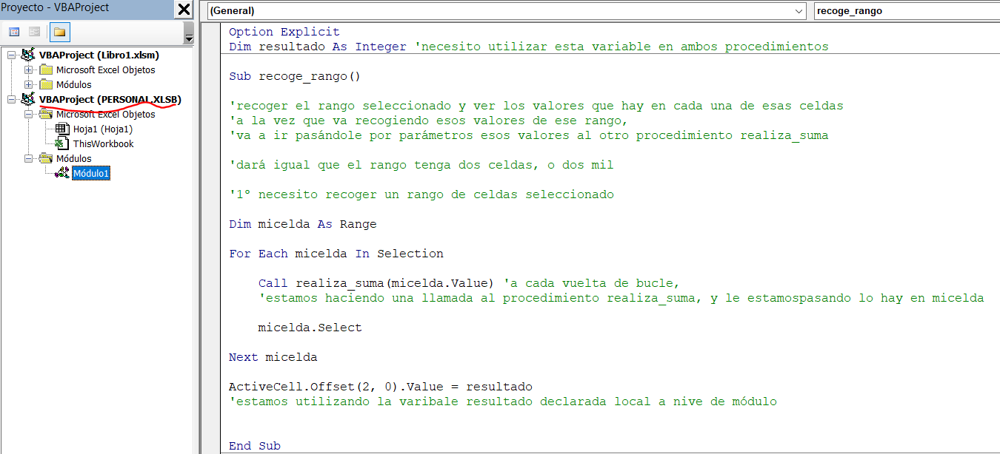 Proyecto - VBAProject
VBAProject (Libro1.xlsm)
Microsoft Excel Objetos
Módulos
VBAProject (PERSONAL.XLSB)
Microsoft Excel Objetos
Hoja1 (Hoja1)
ThisWorkbook
Módulos
Módulo1
(General)
recoge_rango
Option Explicit
Dim resultado As Integer 'necesito utilizar esta variable en ambos procedimientos
Sub recoge_rango()
'recoger el rango seleccionado y ver los valores que hay en cada una de esas celdas
'a la vez que va recogiendo esos valores de ese rango,
'va a ir pasándole por parámetros esos valores al otro procedimiento realiza_suma
'dará igual que el rango tenga dos celdas, o dos mil
'1º necesito recoger un rango de celdas seleccionado
Dim micelda As Range
For Each micelda In Selection
Call realiza_suma(micelda.Value) 'a cada vuelta de bucle,
'estamos haciendo una llamada al procedimiento realiza_suma, y le estamospasando lo hay en micelda
micelda.Select
Next micelda
ActiveCell.Offset(2, 0).Value = resultado
'estamos utilizando la varibale resultado declarada local a nive de módulo
End Sub